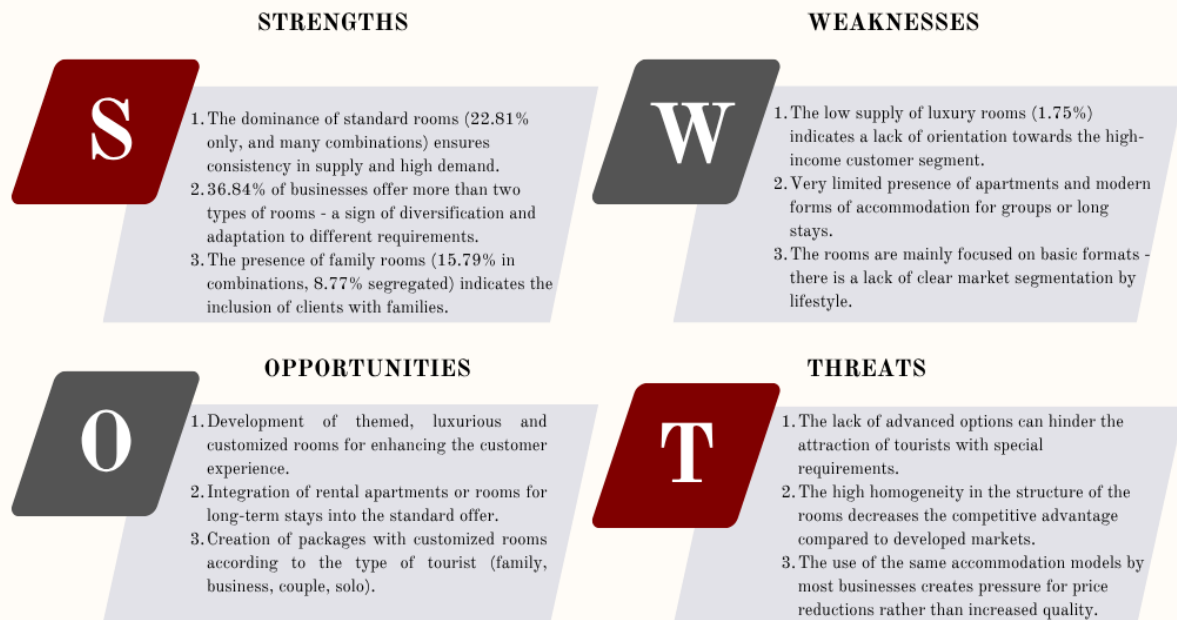 STRENGTHS
S
1. The dominance of standard rooms (22.81%
only, and many combinations) ensures
consistency in supply and high demand.
2. 36.84% of businesses offer more than two
types of rooms - a sign of diversification and
adaptation to different requirements.
3. The presence of family rooms (15.79% in
combinations, 8.77% segregated) indicates the
inclusion of clients with families.
WEAKNESSES
W
1. The low supply of luxury rooms (1.75%)
indicates a lack of orientation towards the high-
income customer segment.
2. Very limited presence of apartments and modern
forms of accommodation for groups or long
stays.
3. The rooms are mainly focused on basic formats -
there is a lack of clear market segmentation by
lifestyle.
OPPORTUNITIES
O
1. Development of themed, luxurious and
customized rooms for enhancing the customer
experience.
2. Integration of rental apartments or rooms for
long-term stays into the standard offer.
3. Creation of packages with customized rooms
according to the type of tourist (family,
business, couple, solo).
THREATS
T
1. The lack of advanced options can hinder the
attraction of tourists with special
requirements.
2. The high homogeneity in the structure of the
rooms decreases the competitive advantage
compared to developed markets.
3. The use of the same accommodation models by
most businesses creates pressure for price
reductions rather than increased quality.